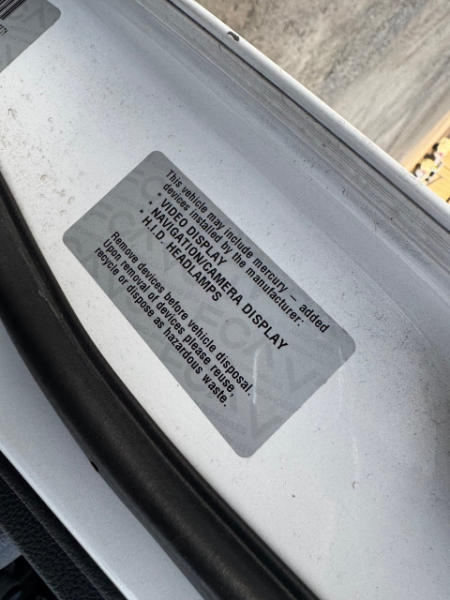 This vehicle may include mercury – added
devices installed by the manufacturer:
• VIDEO DISPLAY
• NAVIGATION/CAMERA DISPLAY
• H.I.D. HEADLAMPS
Remove devices before vehicle disposal.
Upon removal of devices please reuse,
recycle or dispose as hazardous waste.